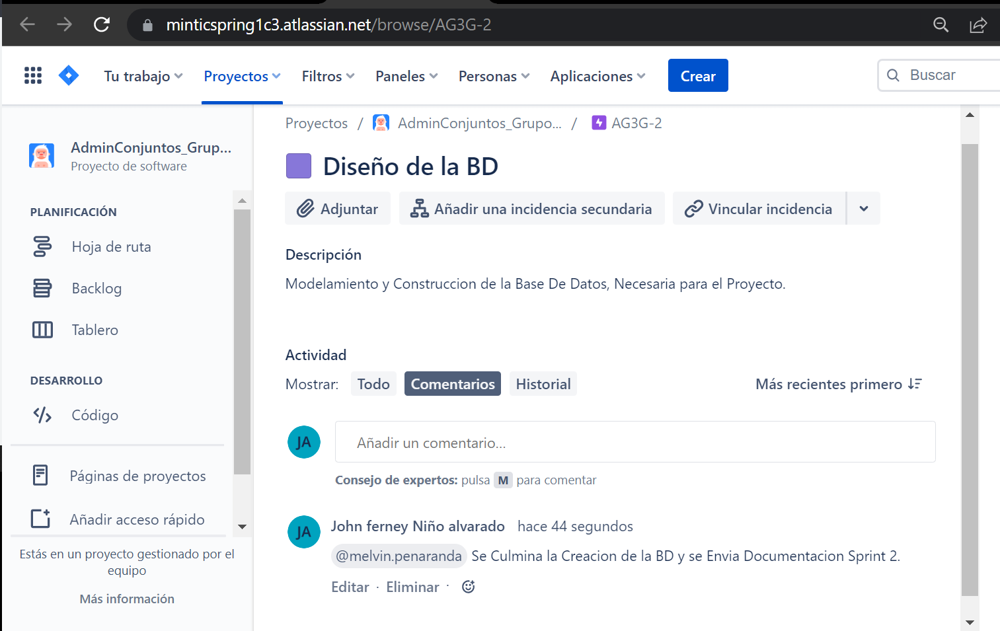 minticspring1c3.atlassian.net/browse/AG3G-2
Tu trabajo Proyectos Filtros Paneles Personas Aplicaciones Crear Buscar
AdminConjuntos_Grup...
Proyecto de software
PLANIFICACIÓN
Hoja de ruta
Backlog
Tablero
DESARROLLO
Código
Páginas de proyectos
Añadir acceso rápido
Estás en un proyecto gestionado por el
equipo
Más información
Proyectos / AdminConjuntos_Grupo... / AG3G-2
Diseño de la BD
Adjuntar Añadir una incidencia secundaria Vincular incidencia
Descripción
Modelamiento y Construccion de la Base De Datos, Necesaria para el Proyecto.
Actividad
Mostrar: Todo Comentarios Historial Más recientes primero
JA Añadir un comentario...
Consejo de expertos: pulsa M para comentar
JA John ferney Niño alvarado hace 44 segundos
@melvin.penaranda Se Culmina la Creacion de la BD y se Envia Documentacion Sprint 2.
Editar · Eliminar ·